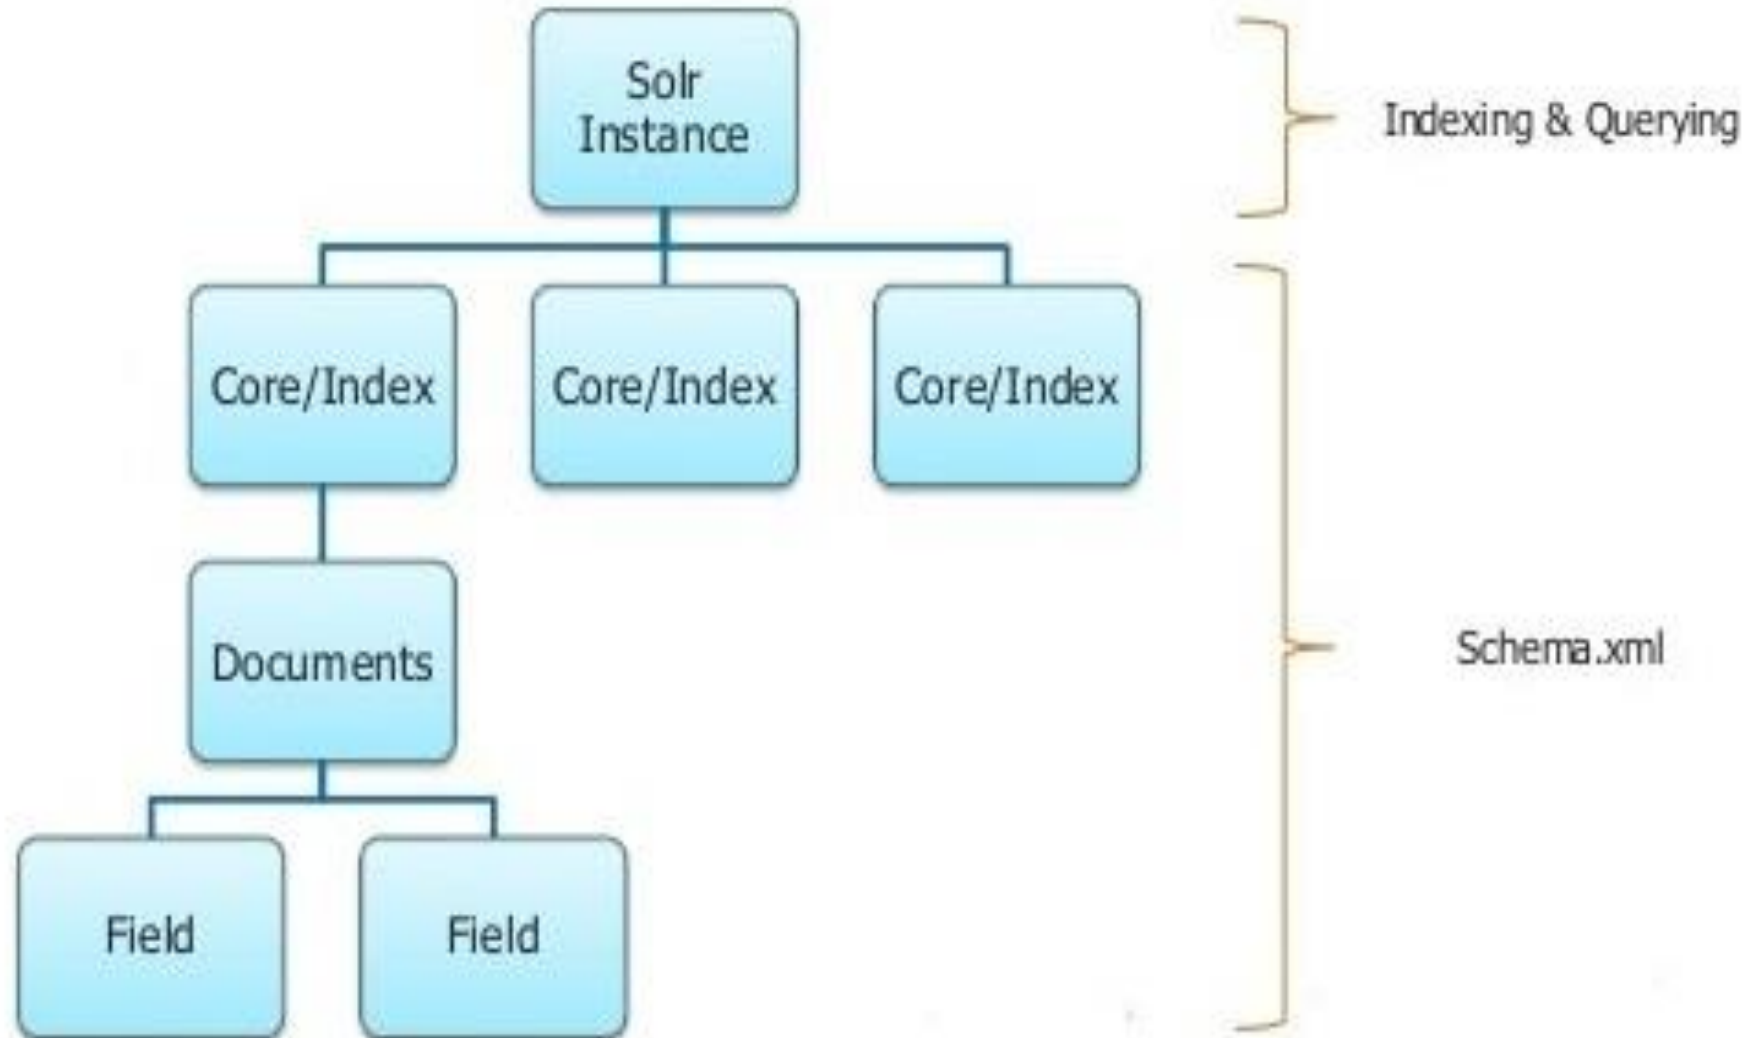 Solr
Instance
Indexing & Querying
Core/Index
Core/Index
Core/Index
Documents
Schema.xml
Field
Field